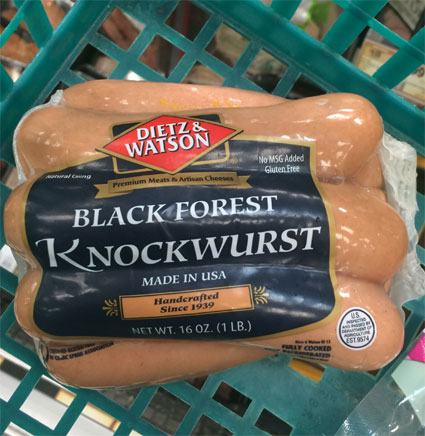 DIETZ &
WATSON
Natural Casing
No MSG Added
Gluten Free
Premium Meats & Artisan Cheeses
BLACK FOREST
KNOCKWURST
MADE IN USA
Handcrafted
Since 1939
NET WT. 16 OZ. (1 LB.)
U.S.
INSPECTED
AND PASSED BY
DEPARTMENT OF
AGRICULTURE
EST. 9574
FULLY COOKED